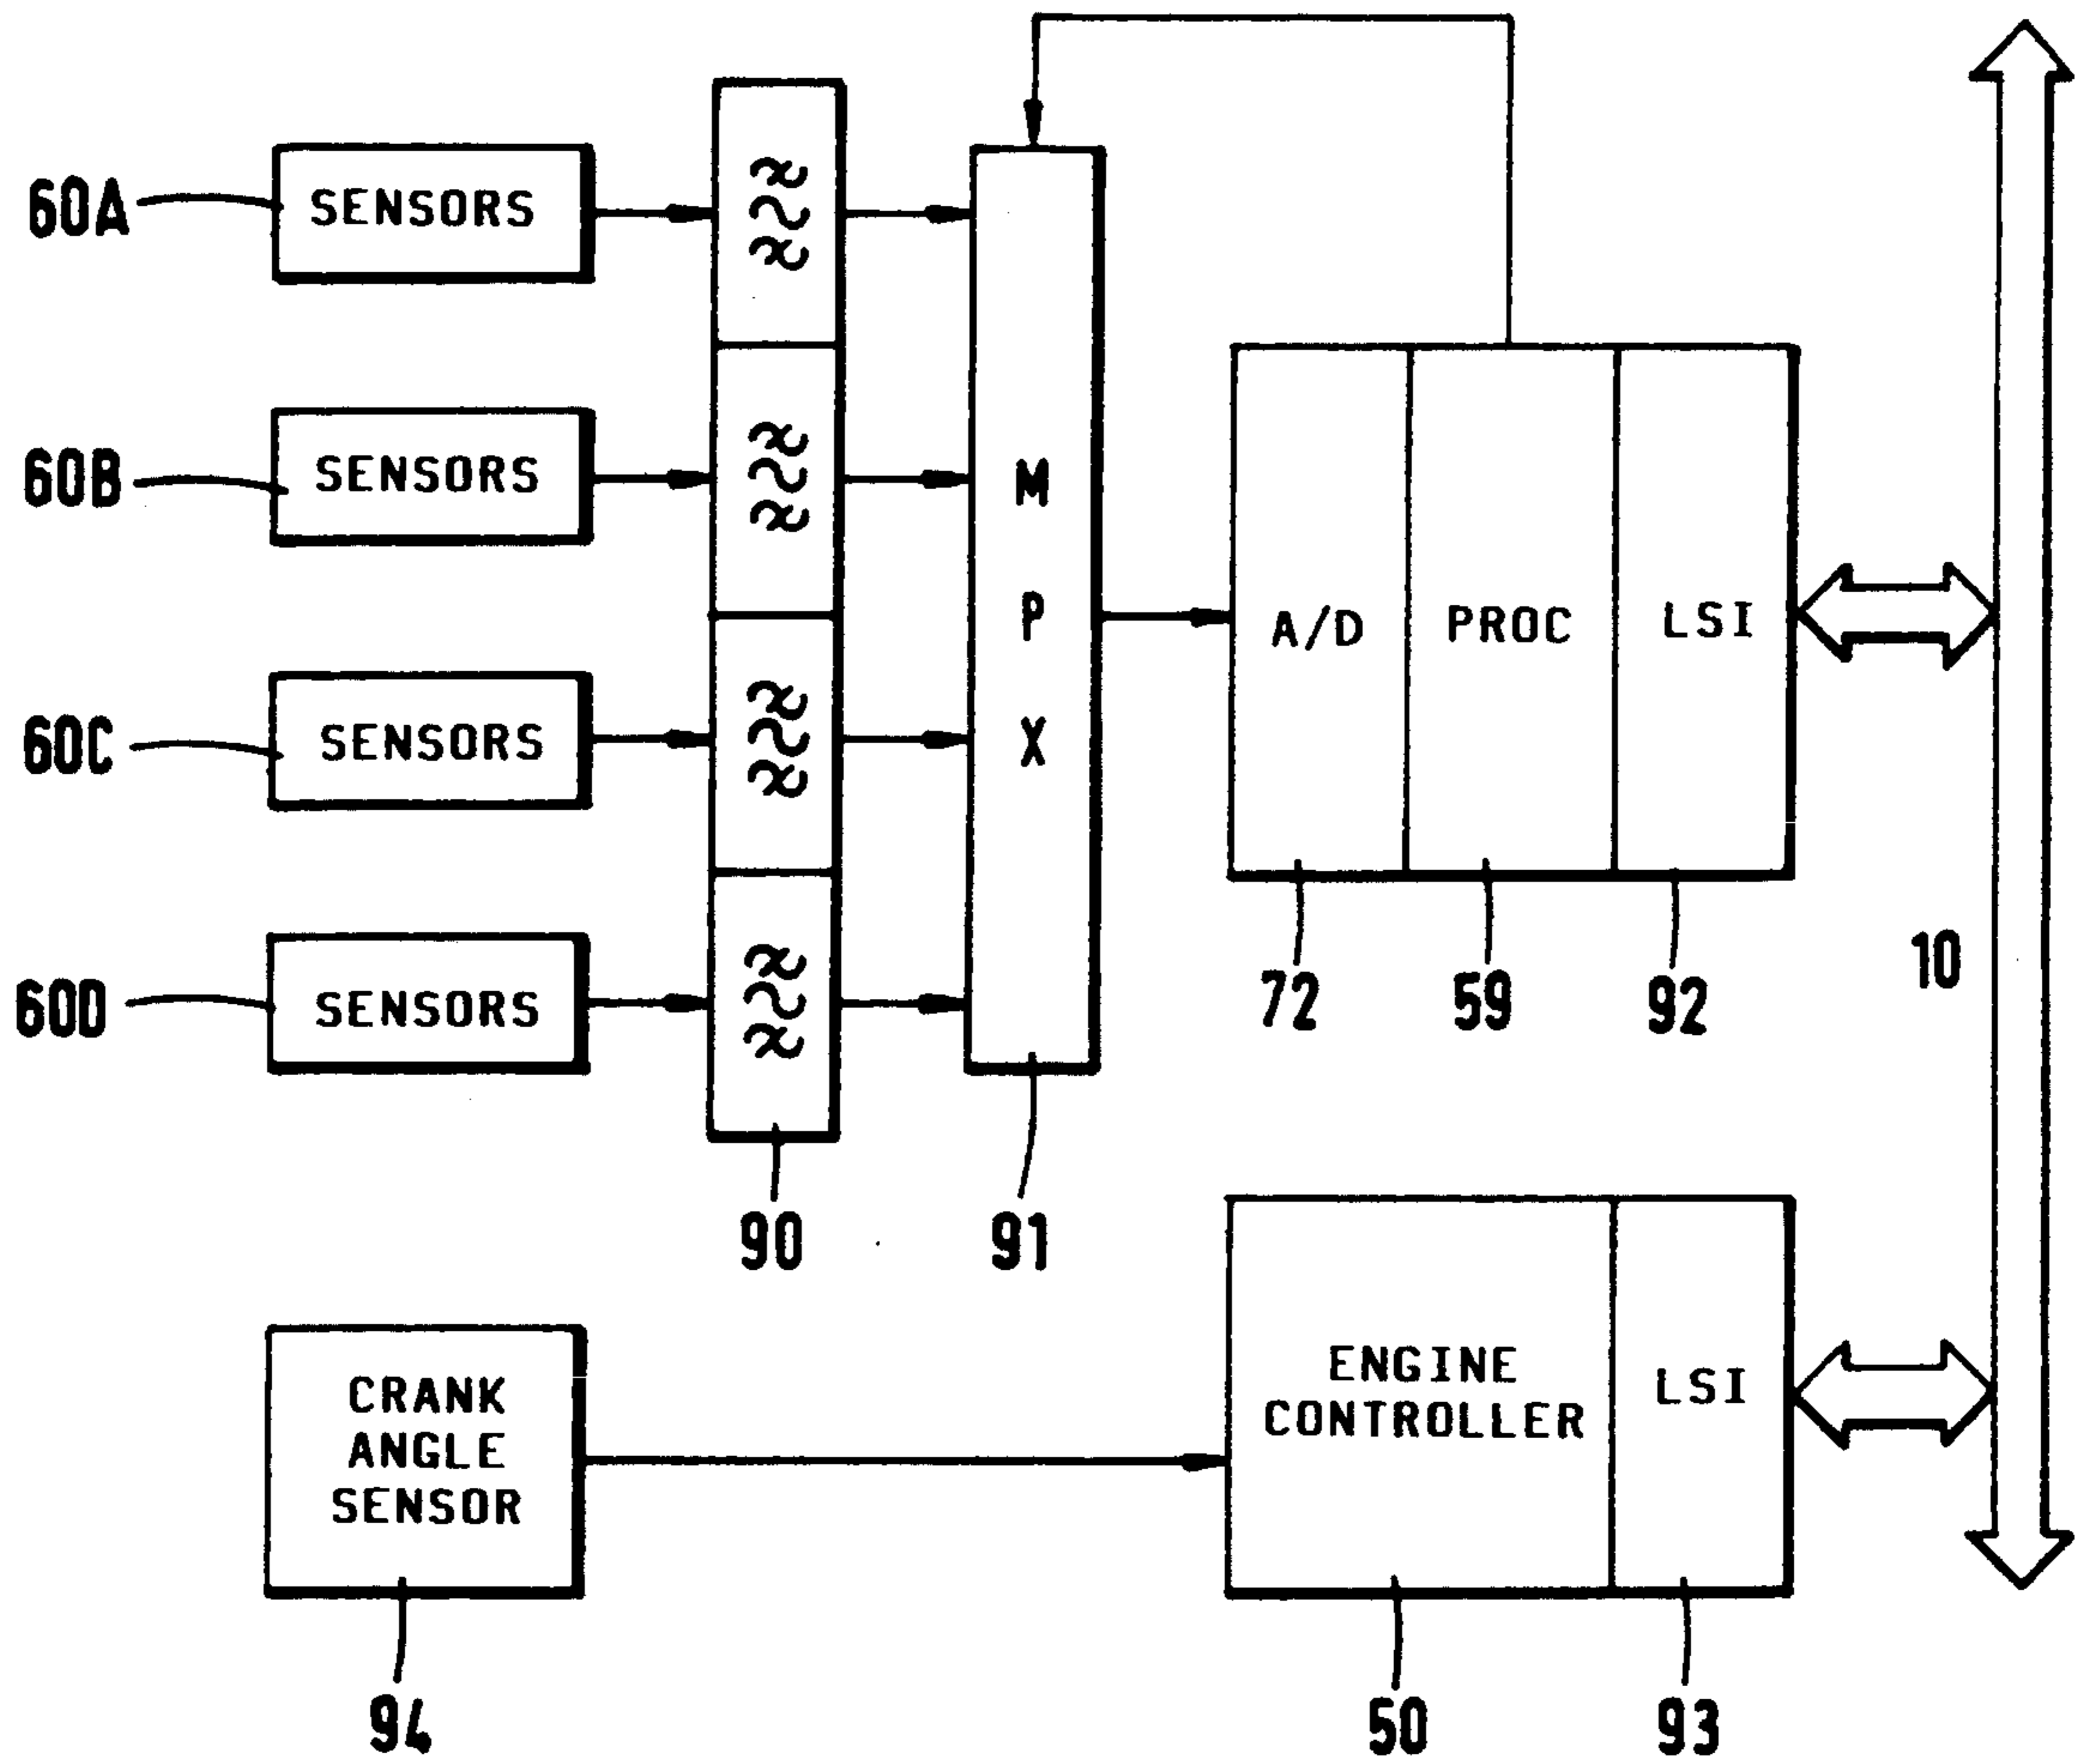 60A
SENSORS
60B
SENSORS
60C
SENSORS
60D
SENSORS
90
M
P
X
91
A/D
PROC
LSI
72
59
92
10
CRANK
ANGLE
SENSOR
94
ENGINE
CONTROLLER
LSI
50
93